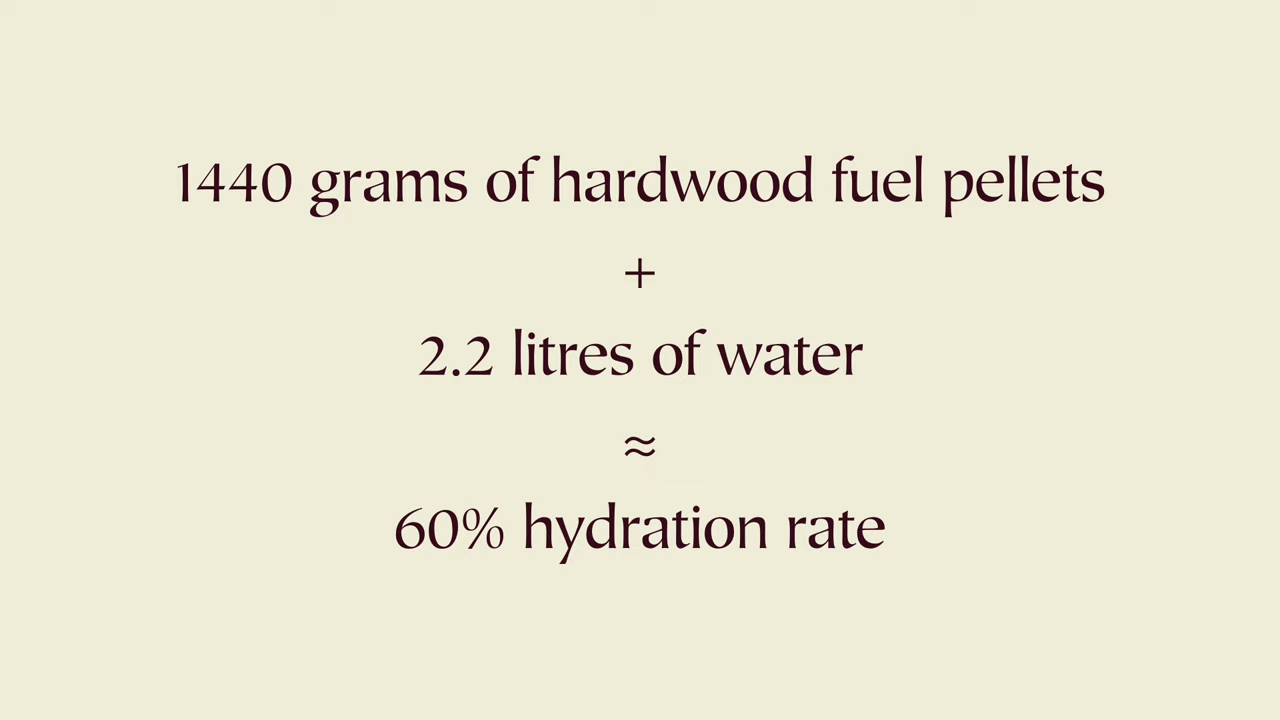 1440 grams of hardwood fuel pellets
+
2.2 litres of water
≈
60% hydration rate